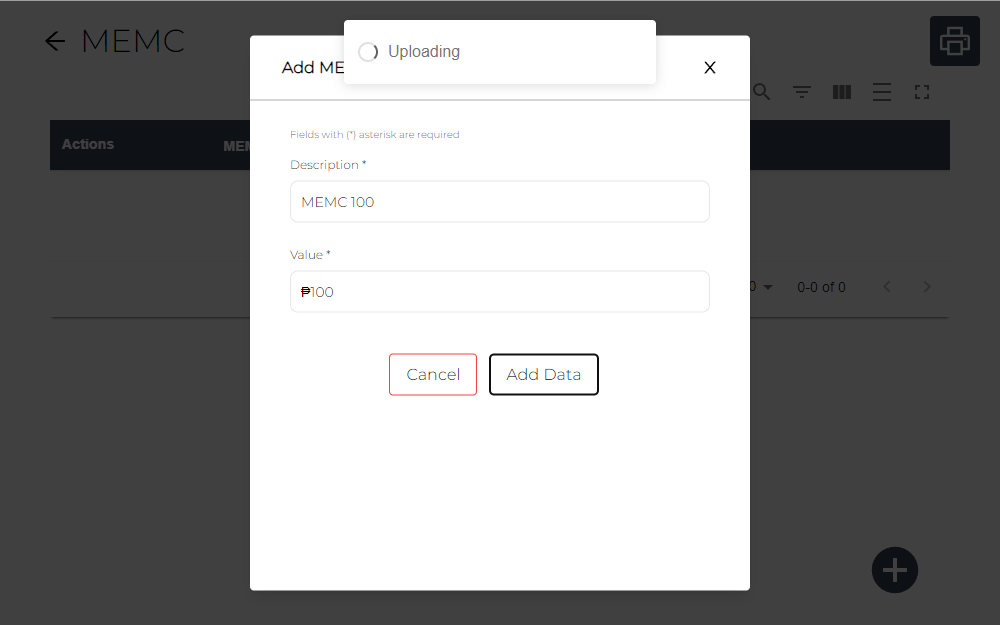 MEMC
Uploading
Add ME
X
Actions
MEM
Fields with (*) asterisk are required
Description *
MEMC 100
Value *
₱100
0-0 of 0
Cancel
Add Data